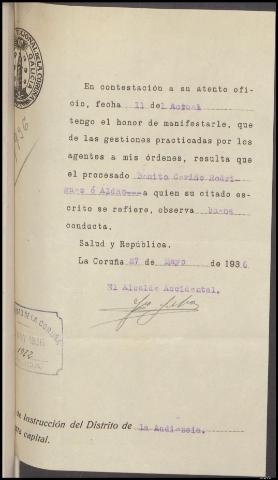 En contestación a su atento ofi-
cio, fecha 11 del Actual
tengo el honor de manifestarle, que
de las gestiones practicadas por los
agentes a mis órdenes, resulta que
el procesado Benito Cariño Rodri-
guez ó Aldao---a quien su citado es-
crito se refiere, observa buena
conducta.
Salud y República.
La Coruña 27 de Mayo de 1936
El Alcalde Accidental,
de Instrucción del Distrito de la Audiencia.
capital.